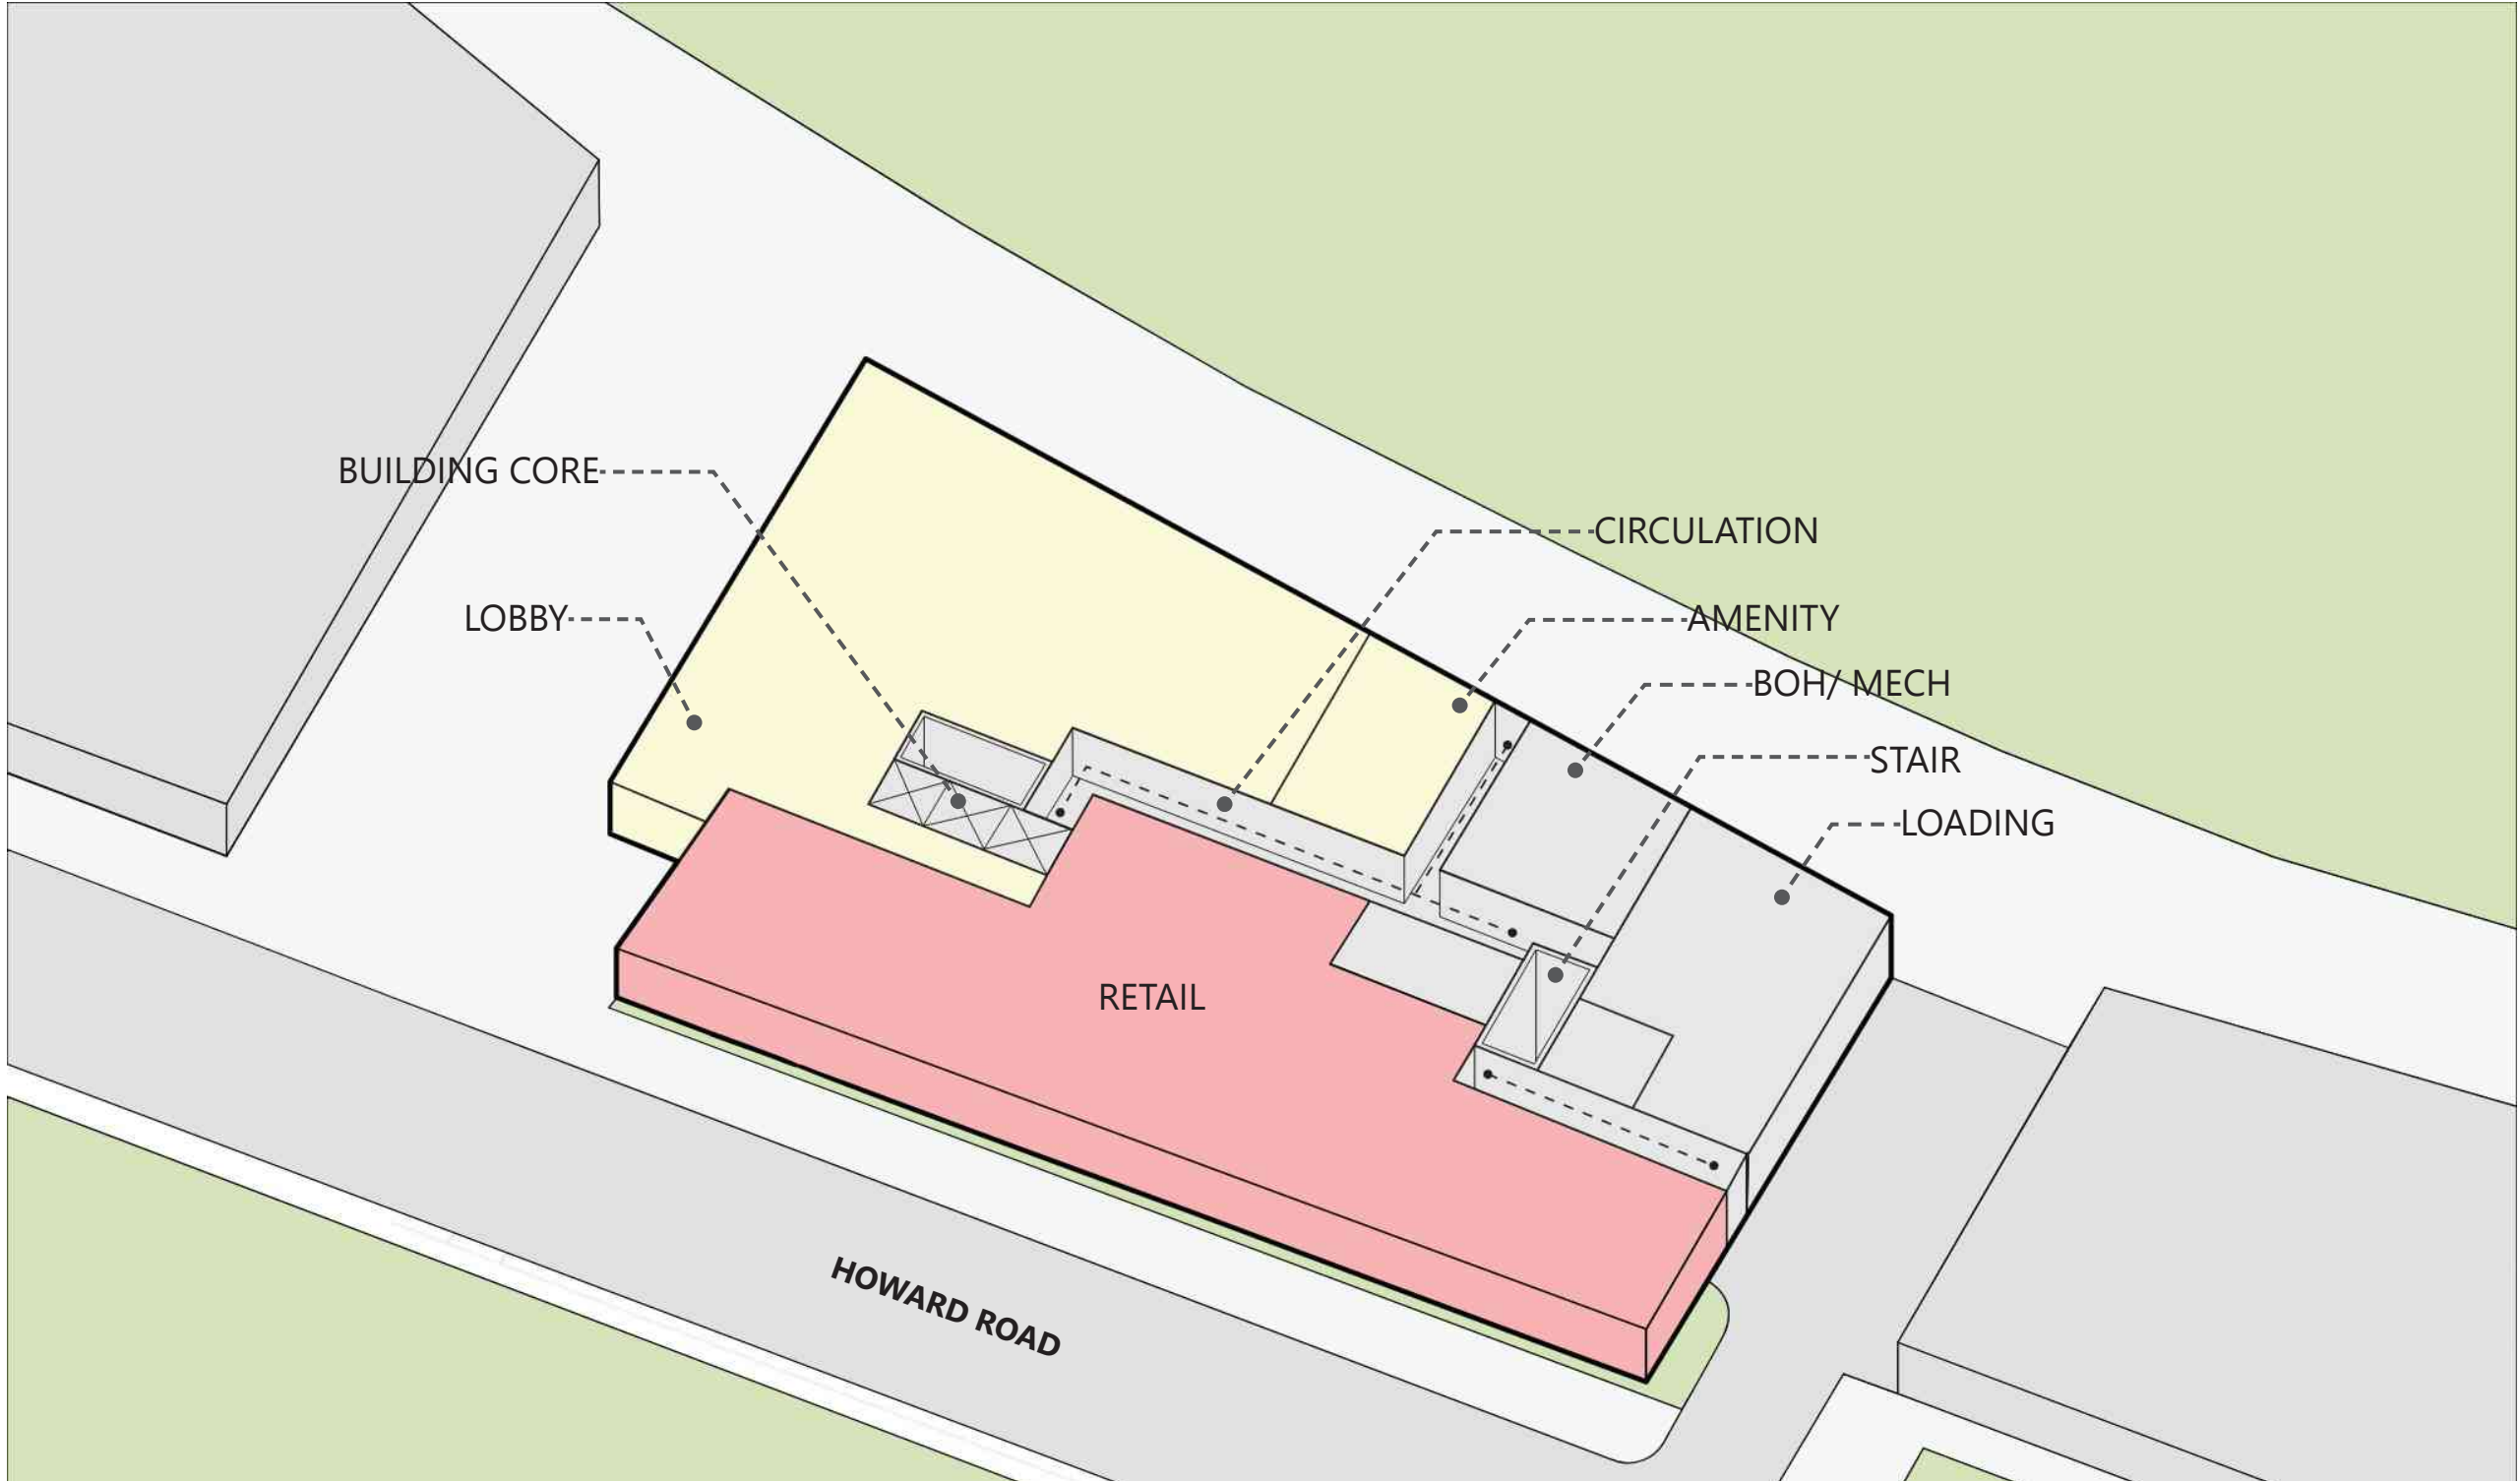 BUILDING CORE
CIRCULATION
LOBBY
AMENITY
BOH/ MECH
STAIR
LOADING
RETAIL
HOWARD ROAD